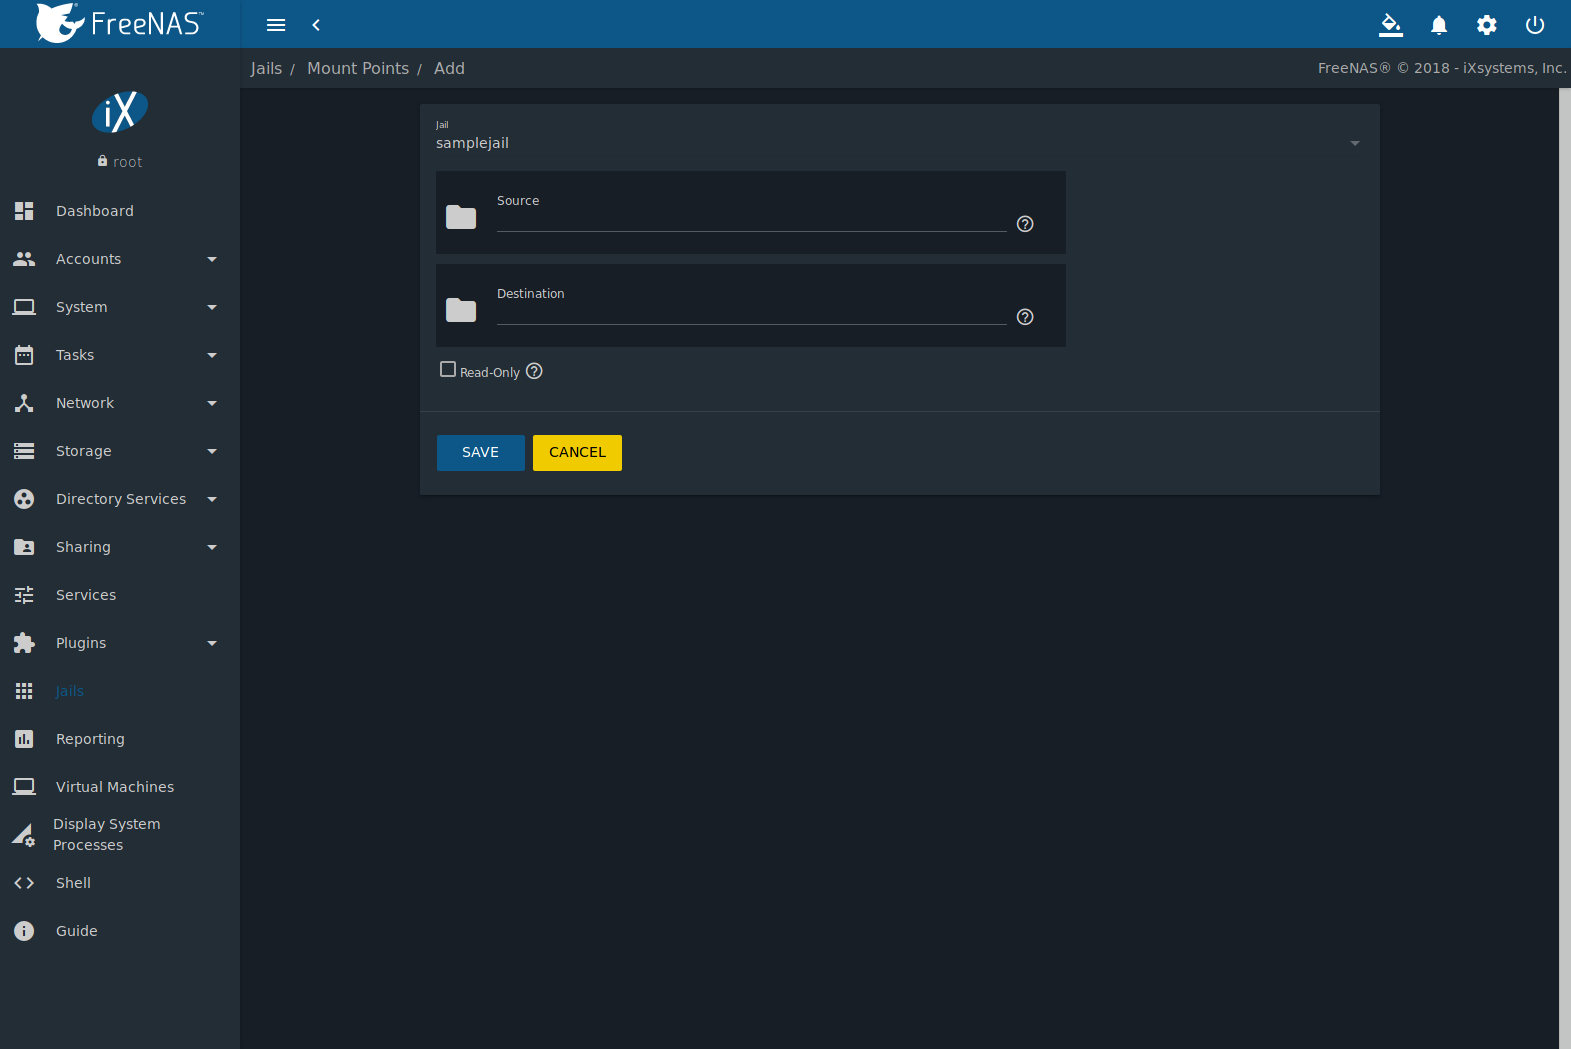 FreeNAS™
Jails / Mount Points / Add
FreeNAS® © 2018 - iXsystems, Inc.
iX
root
Dashboard
Accounts
System
Tasks
Network
Storage
Directory Services
Sharing
Services
Plugins
Jails
Reporting
Virtual Machines
Display System
Processes
Shell
Guide
Jail
samplejail
Source
Destination
Read-Only
SAVE
CANCEL